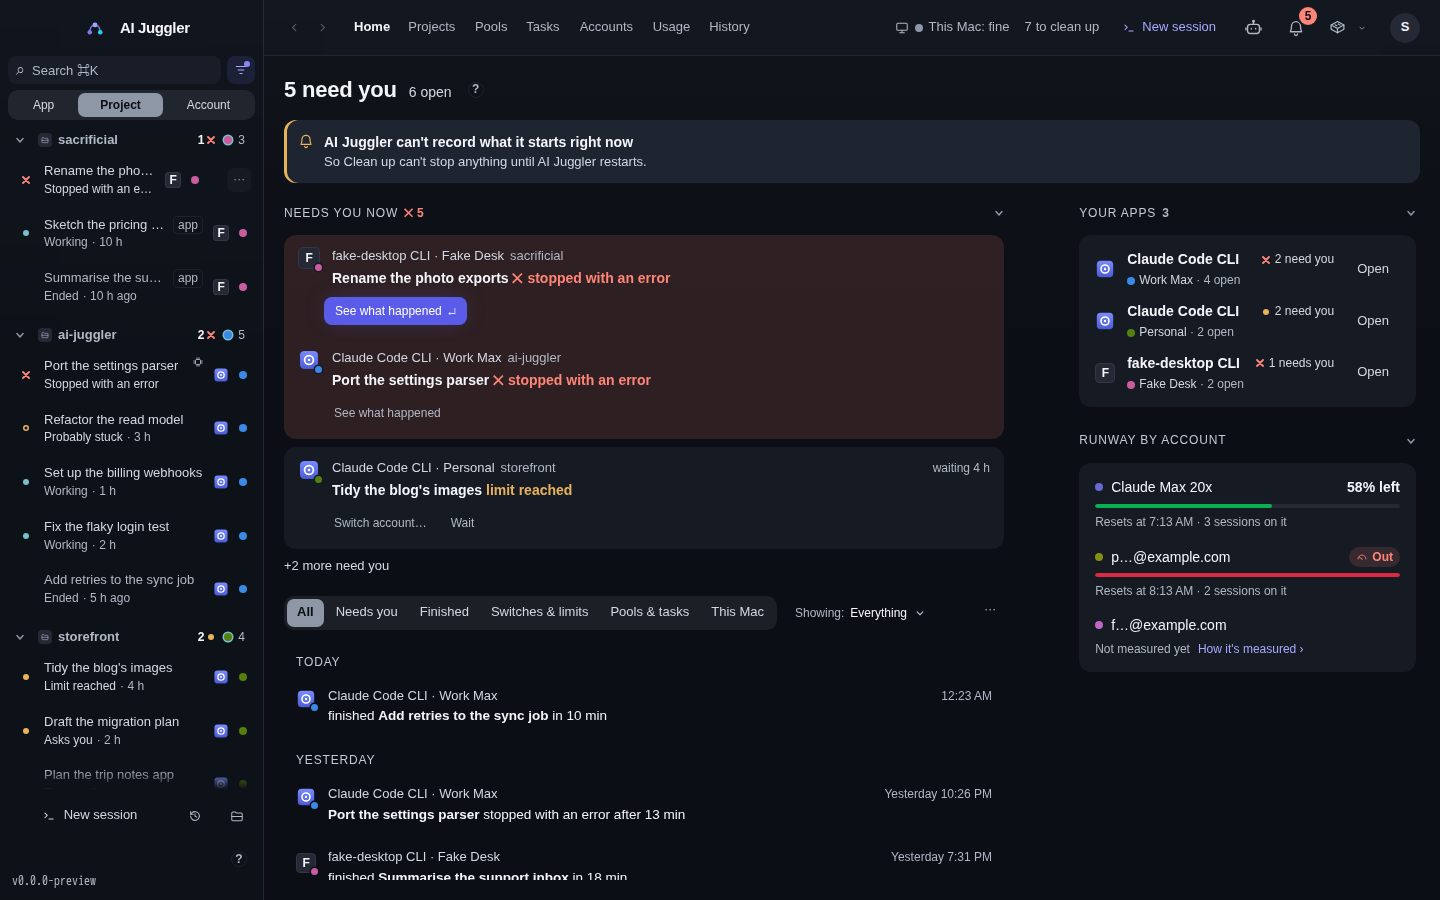 AI Juggler
Search ⌘K
App
Project
Account
sacrificial
1
3
Rename the pho…
Stopped with an e…
F
Sketch the pricing …
app
Working · 10 h
F
Summarise the su…
app
Ended · 10 h ago
F
ai-juggler
2
5
Port the settings parser
Stopped with an error
Refactor the read model
Probably stuck · 3 h
Set up the billing webhooks
Working · 1 h
Fix the flaky login test
Working · 2 h
Add retries to the sync job
Ended · 5 h ago
storefront
2
4
Tidy the blog's images
Limit reached · 4 h
Draft the migration plan
Asks you · 2 h
Plan the trip notes app
New session
?
v0.0.0-preview
Home
Projects
Pools
Tasks
Accounts
Usage
History
This Mac: fine
7 to clean up
New session
5
S
5 need you
6 open
?
AI Juggler can't record what it starts right now
So Clean up can't stop anything until AI Juggler restarts.
NEEDS YOU NOW
5
F
fake-desktop CLI · Fake Desk sacrificial
Rename the photo exports stopped with an error
See what happened
Claude Code CLI · Work Max ai-juggler
Port the settings parser stopped with an error
See what happened
Claude Code CLI · Personal storefront
waiting 4 h
Tidy the blog's images limit reached
Switch account…
Wait
+2 more need you
All
Needs you
Finished
Switches & limits
Pools & tasks
This Mac
Showing: Everything
…
TODAY
Claude Code CLI · Work Max
12:23 AM
finished Add retries to the sync job in 10 min
YESTERDAY
Claude Code CLI · Work Max
Yesterday 10:26 PM
Port the settings parser stopped with an error after 13 min
F
fake-desktop CLI · Fake Desk
Yesterday 7:31 PM
finished Summarise the support inbox in 18 min
YOUR APPS 3
Claude Code CLI
2 need you
Open
Work Max · 4 open
Claude Code CLI
2 need you
Open
Personal · 2 open
F
fake-desktop CLI
1 needs you
Open
Fake Desk · 2 open
RUNWAY BY ACCOUNT
Claude Max 20x
58% left
Resets at 7:13 AM · 3 sessions on it
p…@example.com
Out
Resets at 8:13 AM · 2 sessions on it
f…@example.com
Not measured yet
How it's measured ›